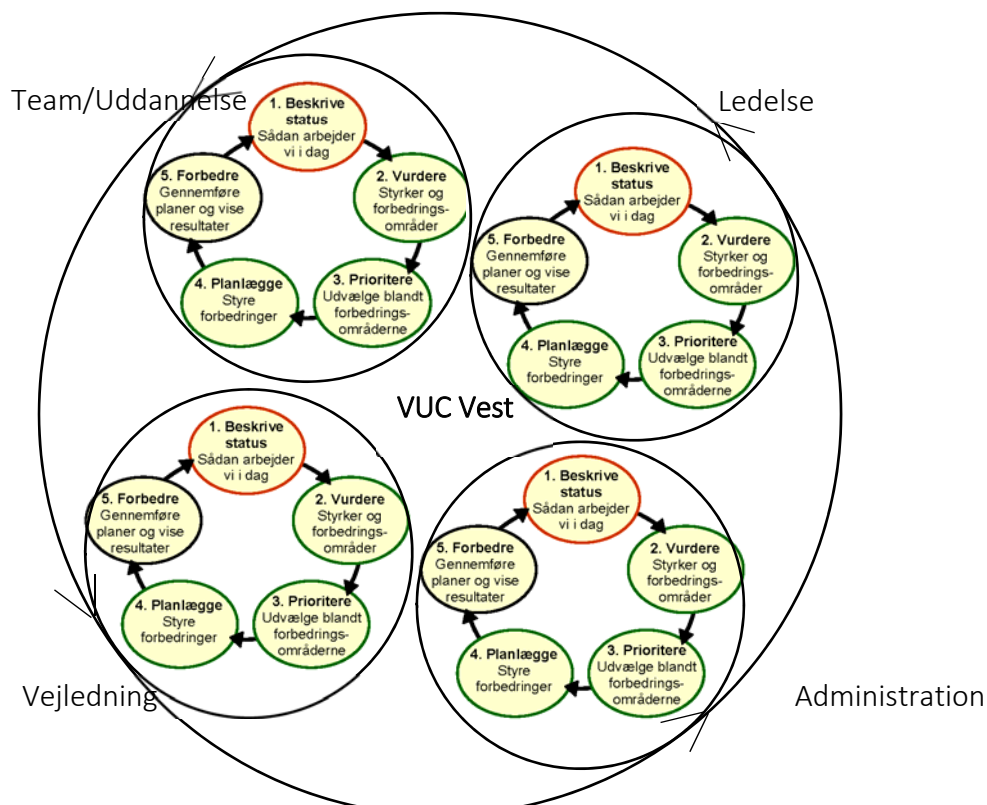 Team/Uddannelse
1. Beskrive
status
Sådan arbejder
vi i dag
2. Vurdere
Styrker og
forbedrings-
områder
3. Prioritere
Udvælge blandt
forbedrings-
områderne
4. Planlægge
Styre
forbedringer
5. Forbedre
Gennemføre
planer og vise
resultater
Ledelse
1. Beskrive
status
Sådan arbejder
vi i dag
2. Vurdere
Styrker og
forbedrings-
områder
3. Prioritere
Udvælge blandt
forbedrings-
områderne
4. Planlægge
Styre
forbedringer
5. Forbedre
Gennemføre
planer og vise
resultater
VUC Vest
1. Beskrive
status
Sådan arbejder
vi i dag
2. Vurdere
Styrker og
forbedrings-
områder
3. Prioritere
Udvælge blandt
forbedrings-
områderne
4. Planlægge
Styre
forbedringer
5. Forbedre
Gennemføre
planer og vise
resultater
Vejledning
1. Beskrive
status
Sådan arbejder
vi i dag
2. Vurdere
Styrker og
forbedrings-
områder
3. Prioritere
Udvælge blandt
forbedrings-
områderne
4. Planlægge
Styre
forbedringer
5. Forbedre
Gennemføre
planer og vise
resultater
Administration